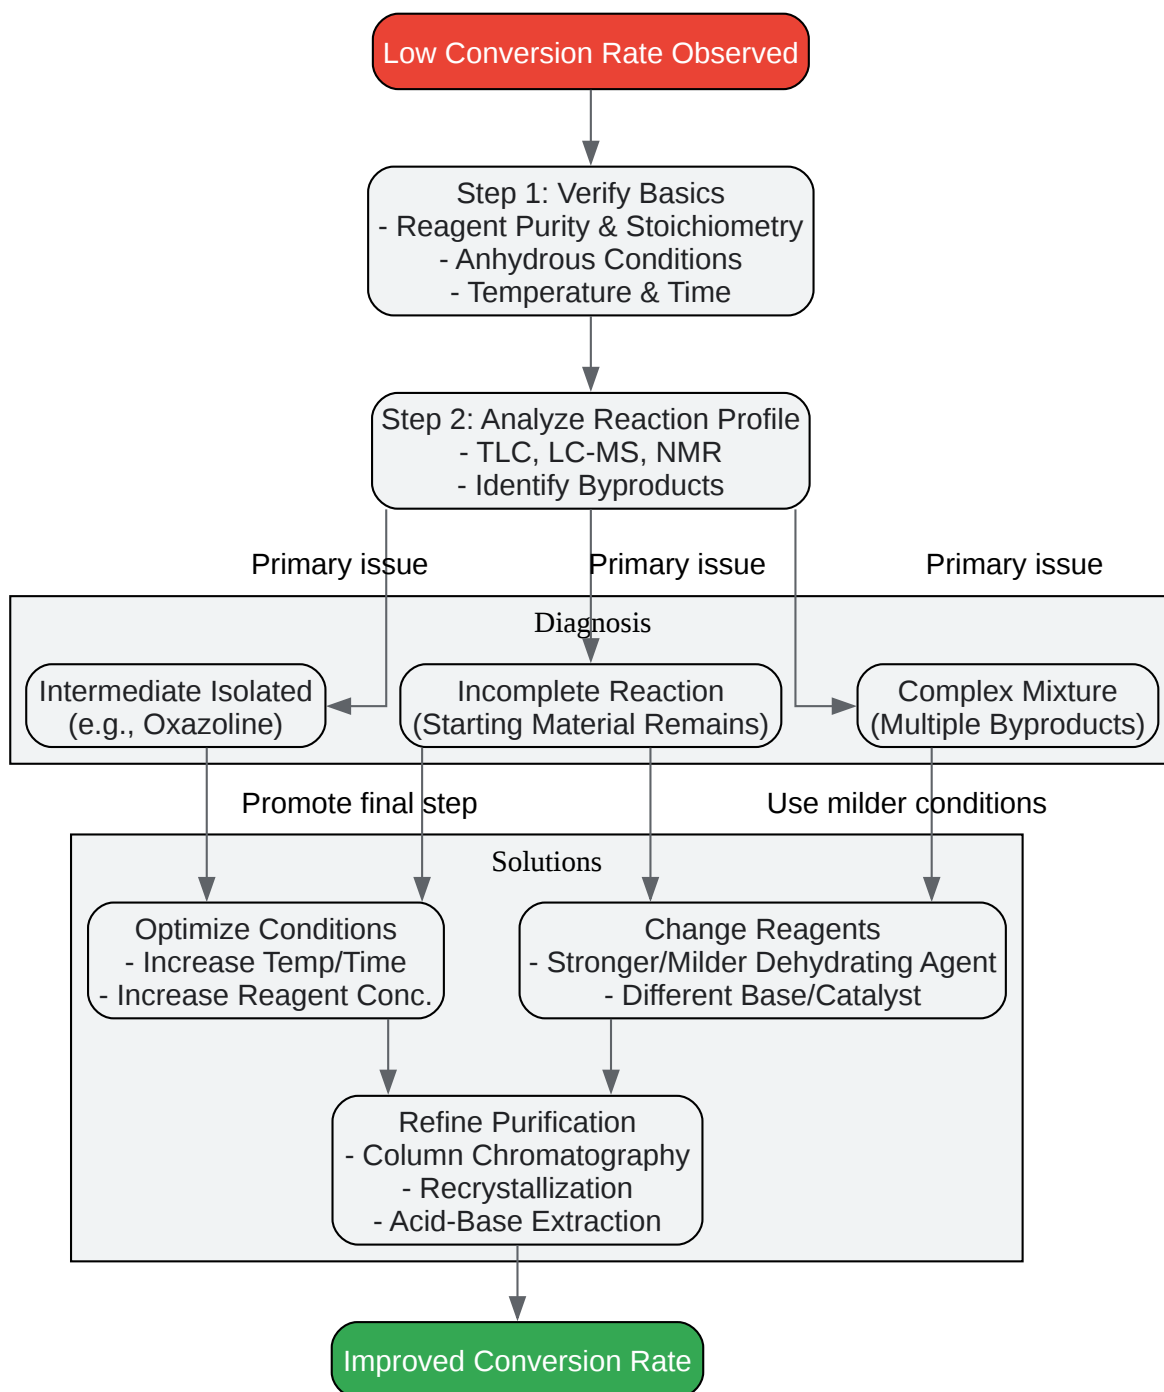 Low Conversion Rate Observed
Step 1: Verify Basics
- Reagent Purity & Stoichiometry
- Anhydrous Conditions
- Temperature & Time
Step 2: Analyze Reaction Profile
- TLC, LC-MS, NMR
- Identify Byproducts
Primary issue
Primary issue
Primary issue
Diagnosis
Intermediate Isolated
(e.g., Oxazoline)
Incomplete Reaction
(Starting Material Remains)
Complex Mixture
(Multiple Byproducts)
Promote final step
Use milder conditions
Solutions
Optimize Conditions
- Increase Temp/Time
- Increase Reagent Conc.
Change Reagents
- Stronger/Milder Dehydrating Agent
- Different Base/Catalyst
Refine Purification
- Column Chromatography
- Recrystallization
- Acid-Base Extraction
Improved Conversion Rate